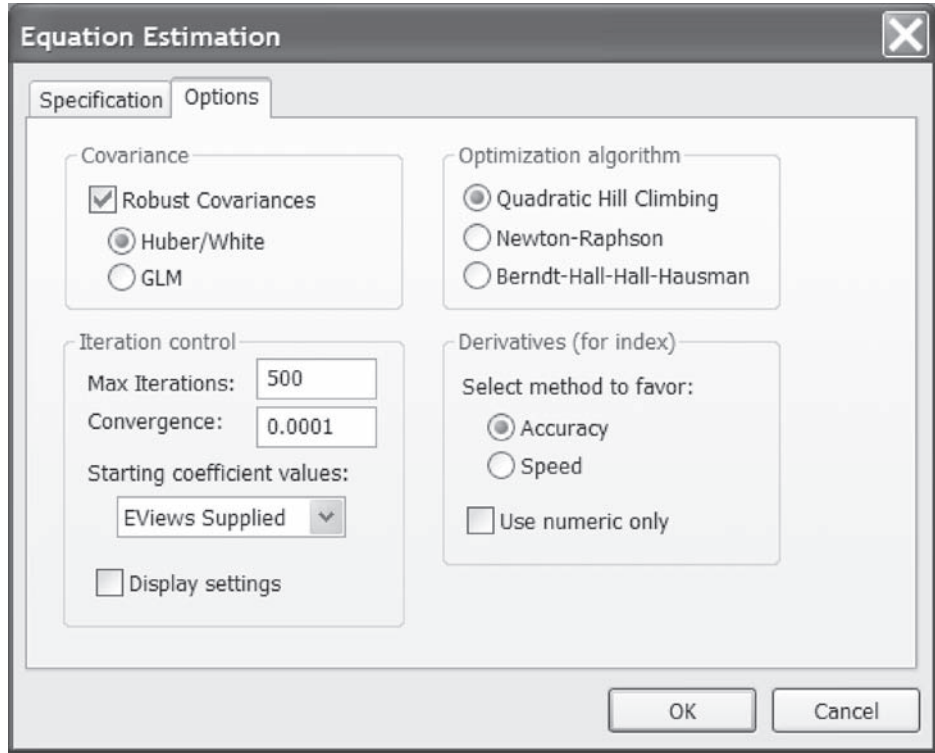 Equation Estimation
Specification
Options
Covariance
Robust Covariances
Huber/White
GLM
Optimization algorithm
Quadratic Hill Climbing
Newton-Raphson
Berndt-Hall-Hall-Hausman
Iteration control
Max Iterations: 500
Convergence: 0.0001
Starting coefficient values:
EViews Supplied
Display settings
Derivatives (for index)
Select method to favor:
Accuracy
Speed
Use numeric only
OK
Cancel